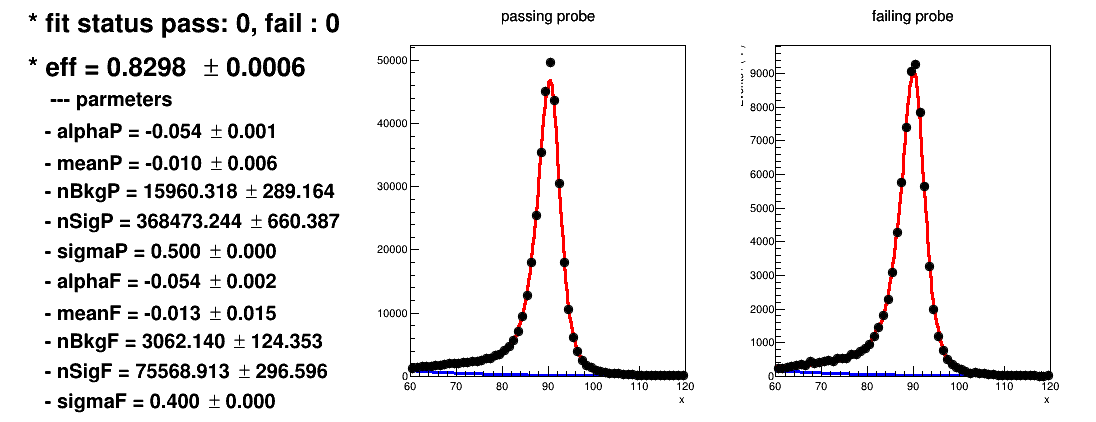 * fit status pass: 0, fail : 0
* eff = 0.8298 ± 0.0006
--- parmeters
- alphaP = -0.054 ± 0.001
- meanP = -0.010 ± 0.006
- nBkgP = 15960.318 ± 289.164
- nSigP = 368473.244 ± 660.387
- sigmaP = 0.500 ± 0.000
- alphaF = -0.054 ± 0.002
- meanF = -0.013 ± 0.015
- nBkgF = 3062.140 ± 124.353
- nSigF = 75568.913 ± 296.596
- sigmaF = 0.400 ± 0.000
passing probe
50000
40000
30000
20000
10000
0
60 70 80 90 100 110 120
x
failing probe
9000
8000
7000
6000
5000
4000
3000
2000
1000
0
60 70 80 90 100 110 120
x